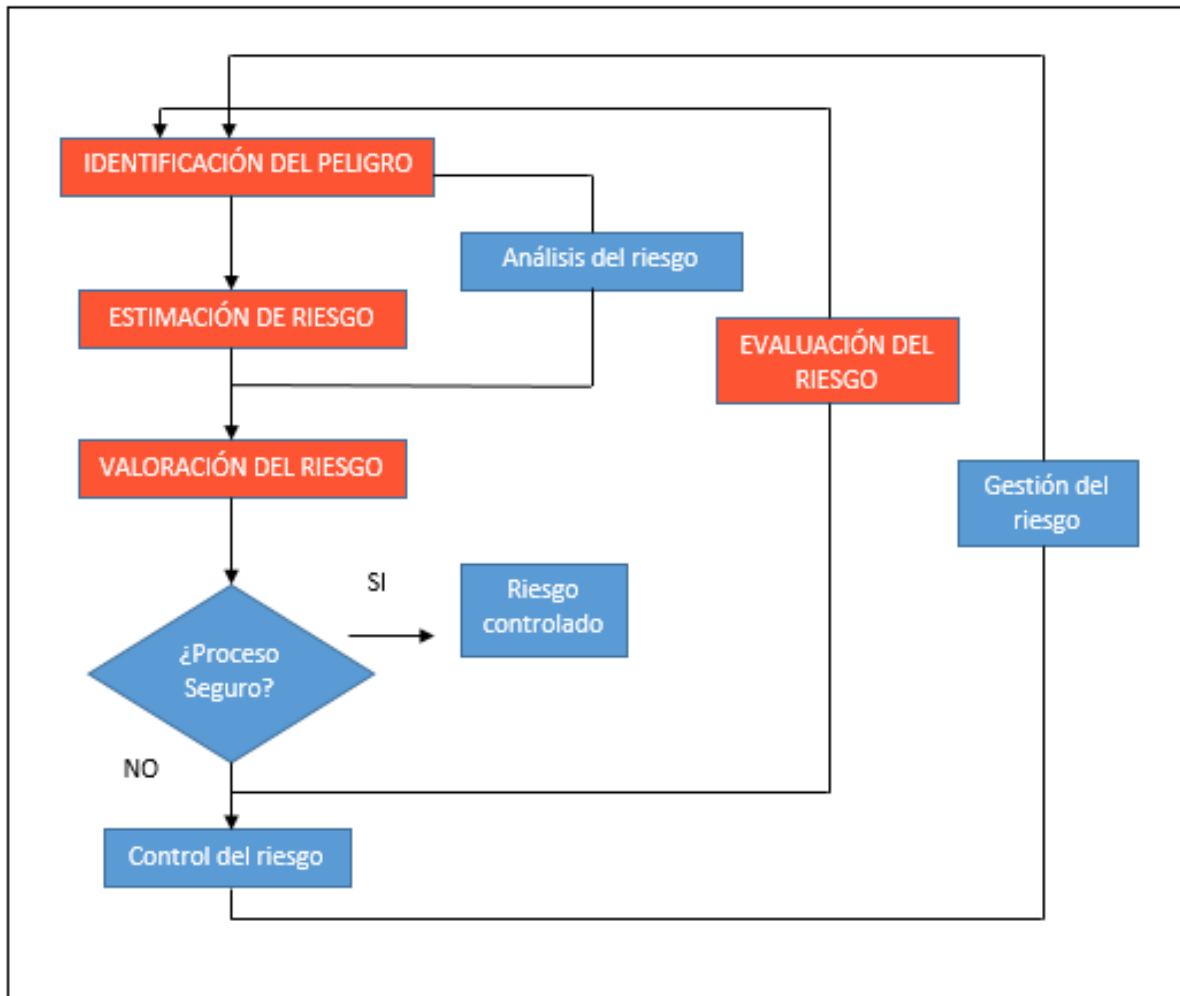 IDENTIFICACIÓN DEL PELIGRO
Análisis del riesgo
ESTIMACIÓN DE RIESGO
EVALUACIÓN DEL
RIESGO
VALORACIÓN DEL RIESGO
Gestión del
riesgo
SI
Riesgo
controlado
¿Proceso
Seguro?
NO
Control del riesgo